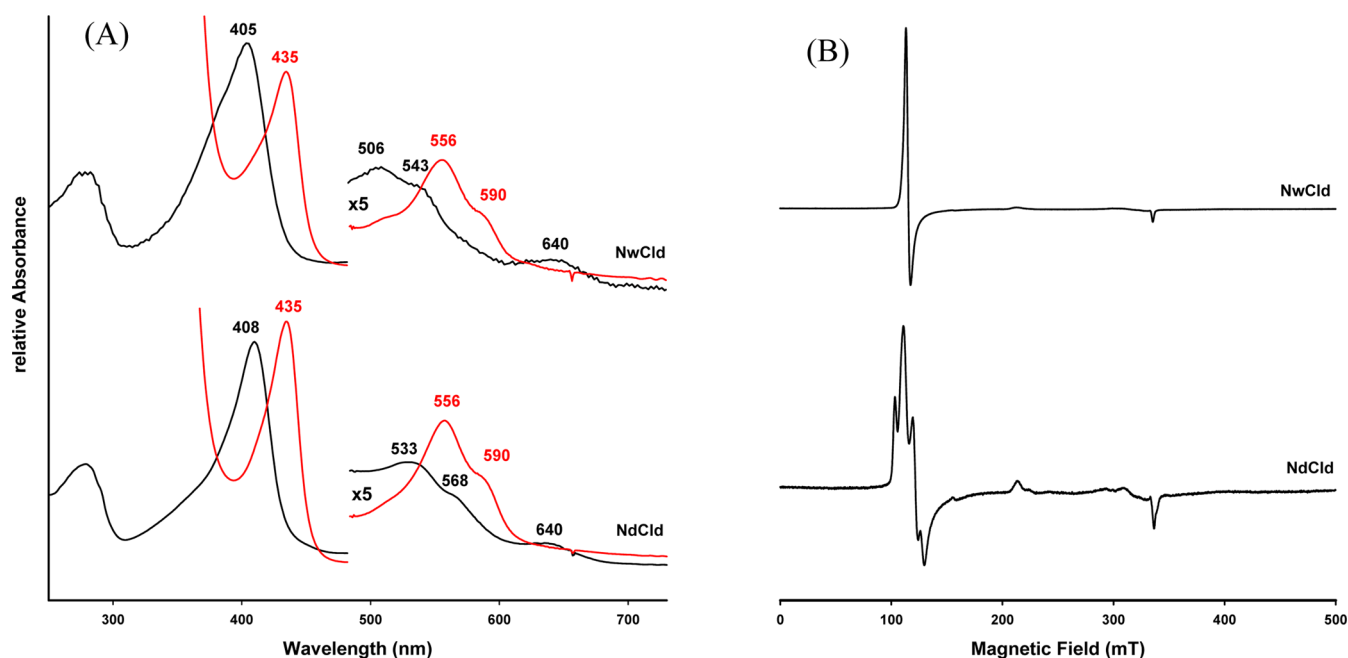 (A)
405
435
506
543
556
590
640
x5
NwCld
408
435
533
568
556
590
640
x5
NdCld
relative Absorbance
300 400 500 600 700
Wavelength (nm)
(B)
NwCld
NdCld
0 100 200 300 400 500
Magnetic Field (mT)